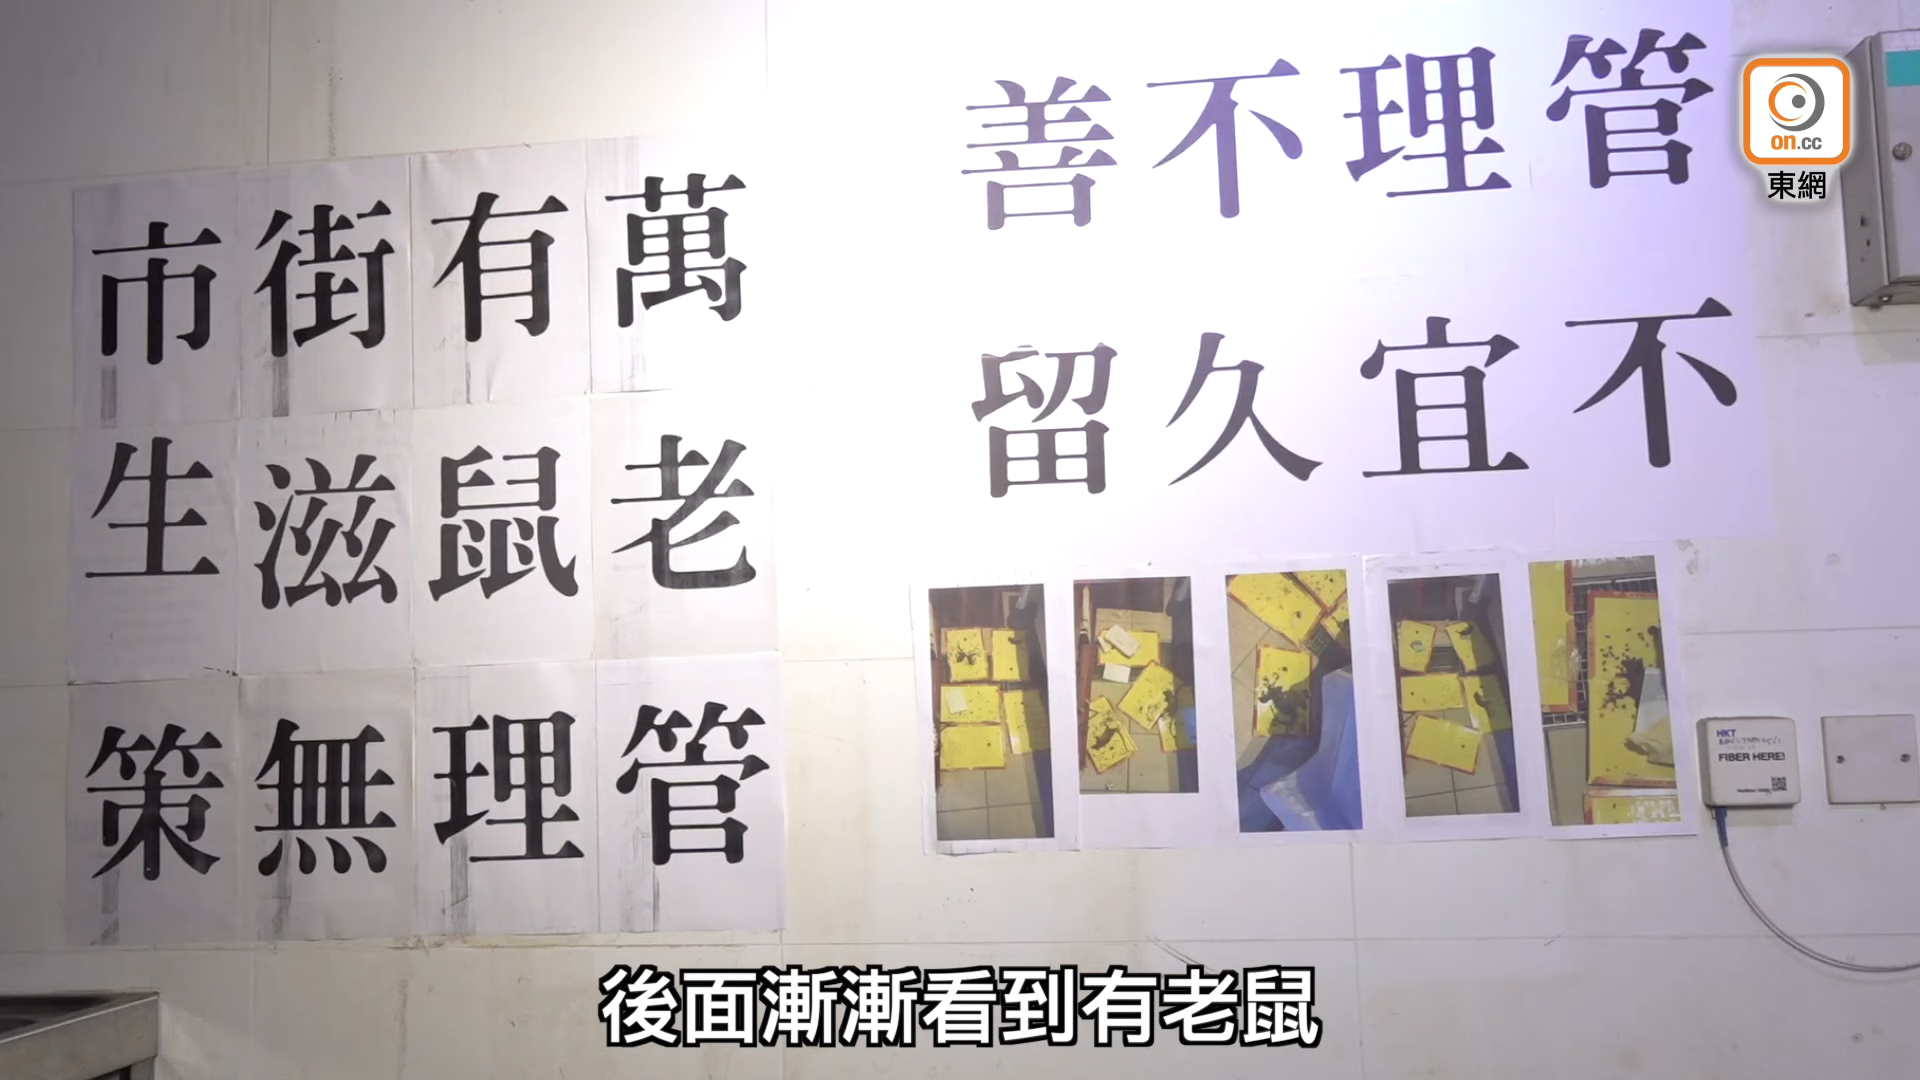 管理不善
不宜久留
萬有街市
老鼠滋生
管理無策
on.cc
東網
HKT
FIBER HERE!
後面漸漸看到有老鼠